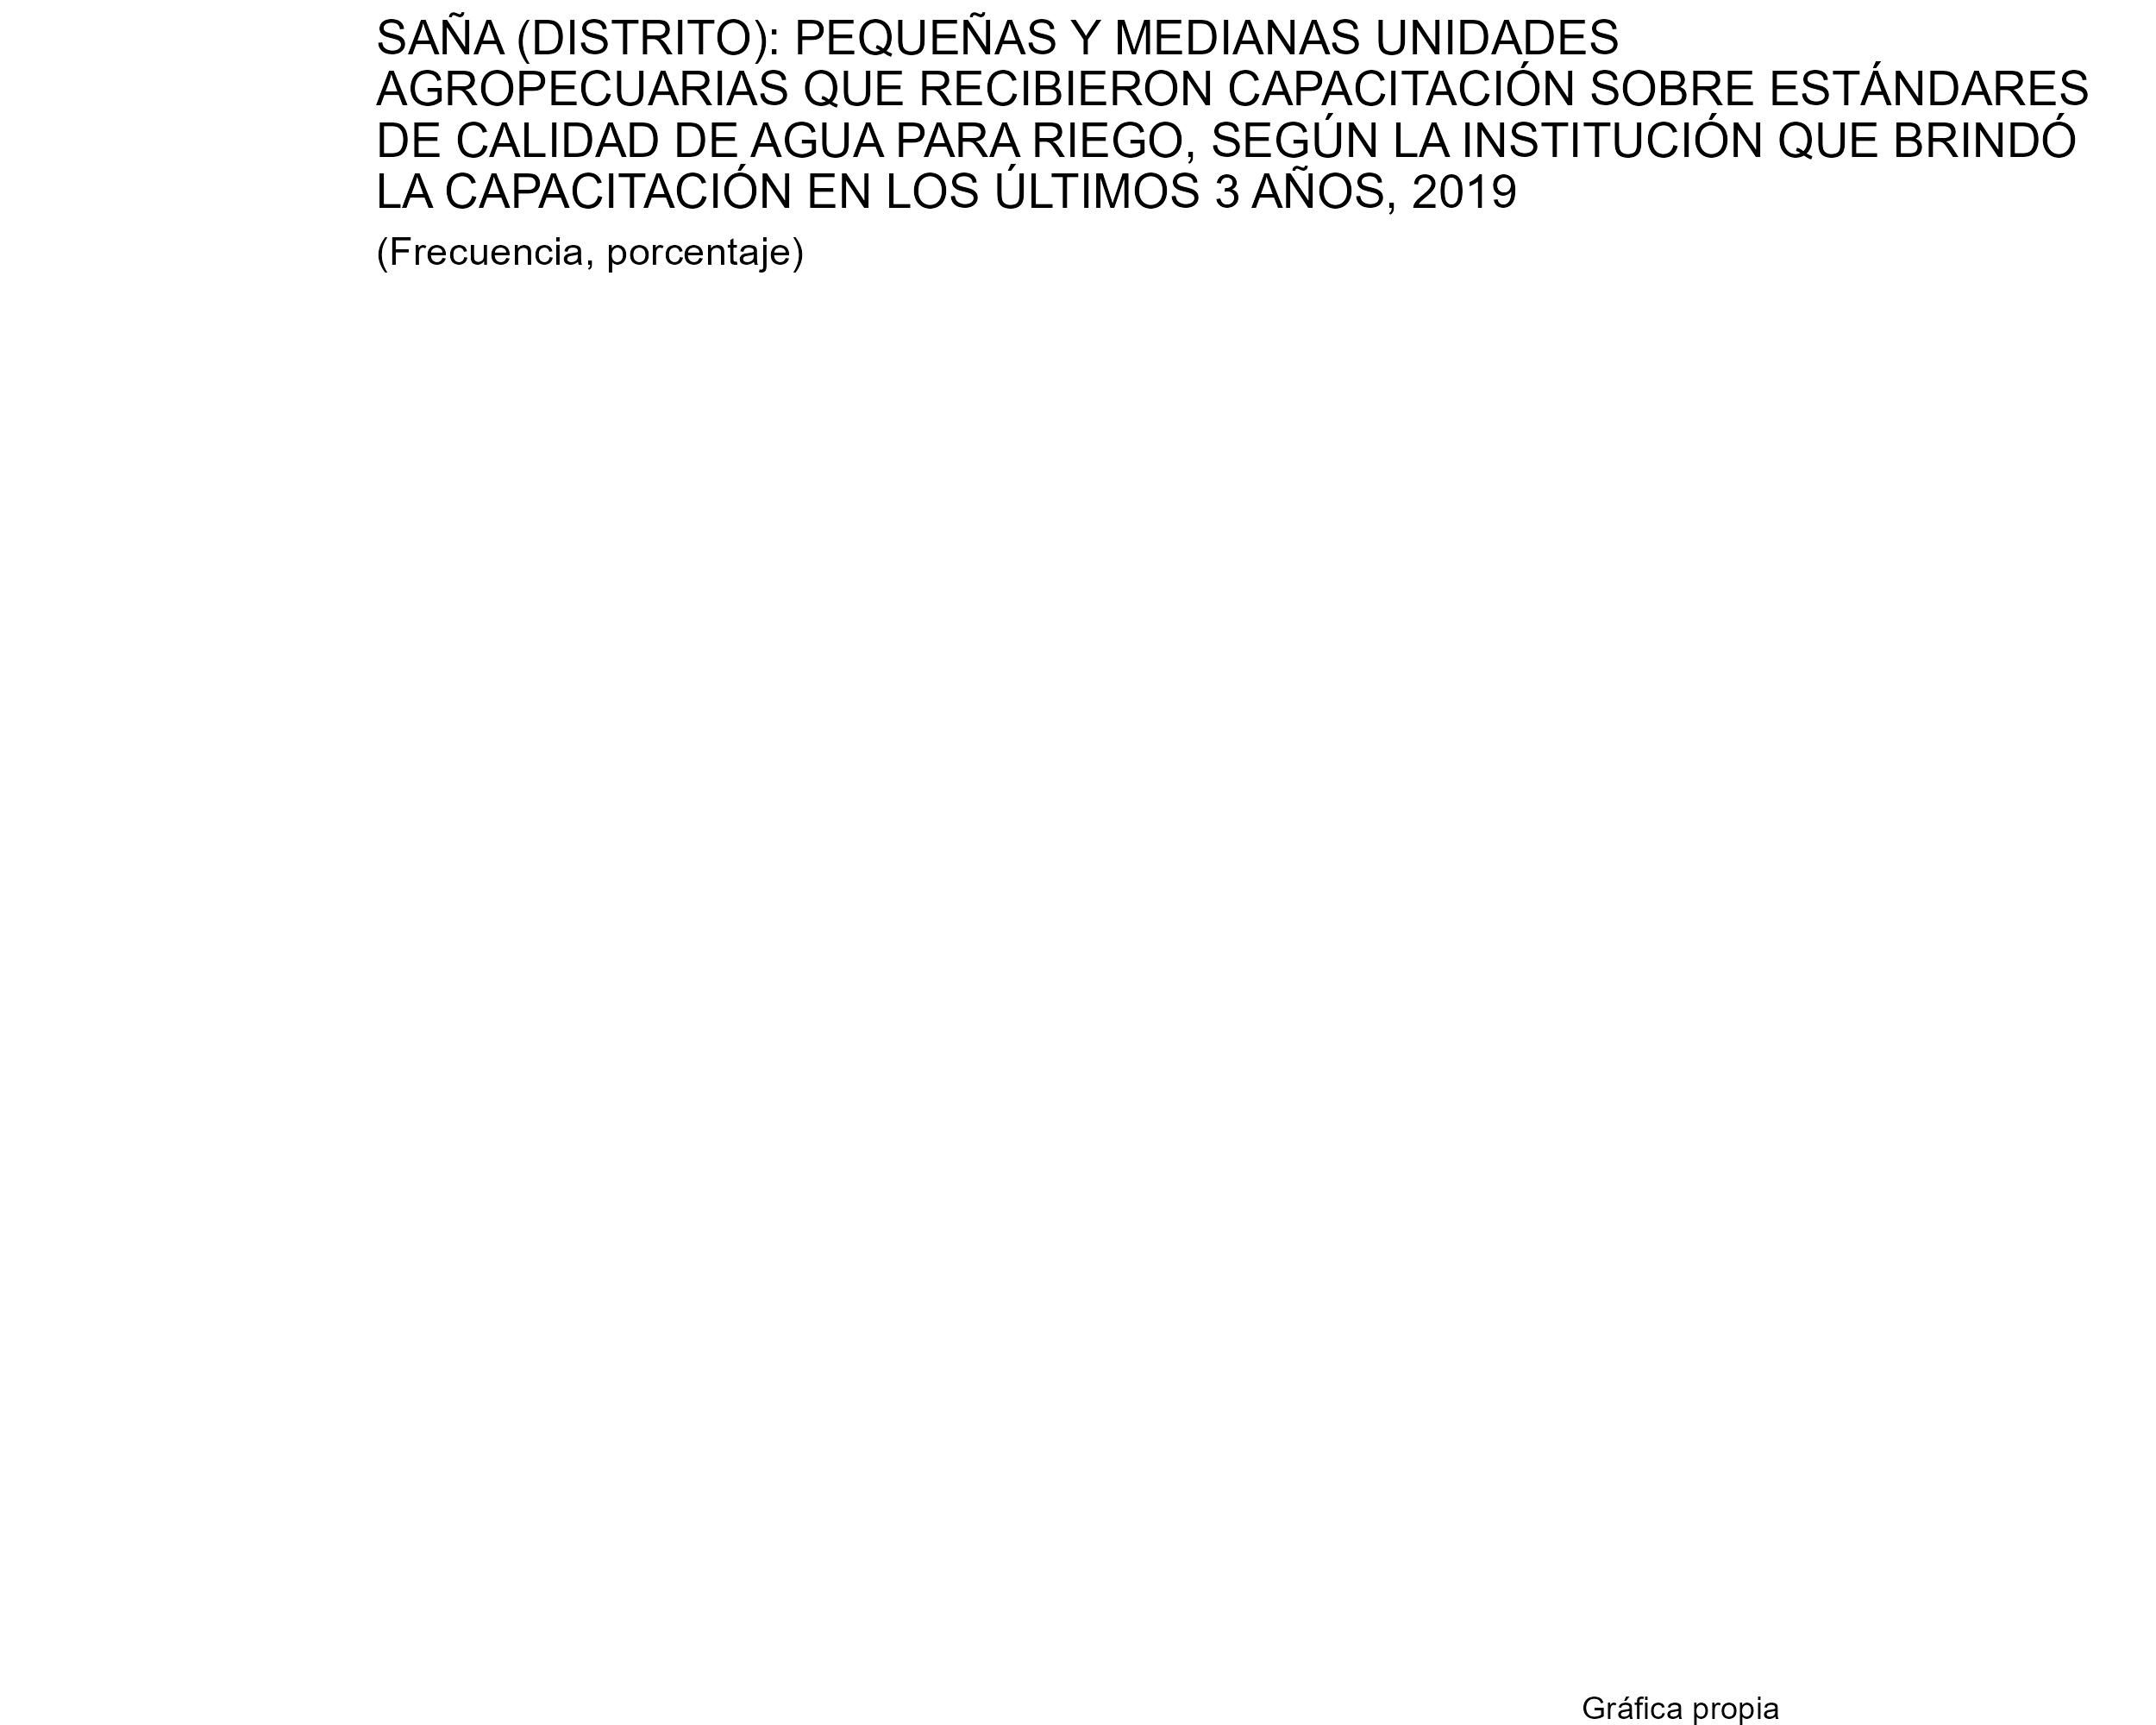 SAÑA (DISTRITO): PEQUEÑAS Y MEDIANAS UNIDADES
AGROPECUARIAS QUE RECIBIERON CAPACITACIÓN SOBRE ESTÁNDARES
DE CALIDAD DE AGUA PARA RIEGO, SEGÚN LA INSTITUCIÓN QUE BRINDÓ
LA CAPACITACIÓN EN LOS ÚLTIMOS 3 AÑOS, 2019
(Frecuencia, porcentaje)
Gráfica propia